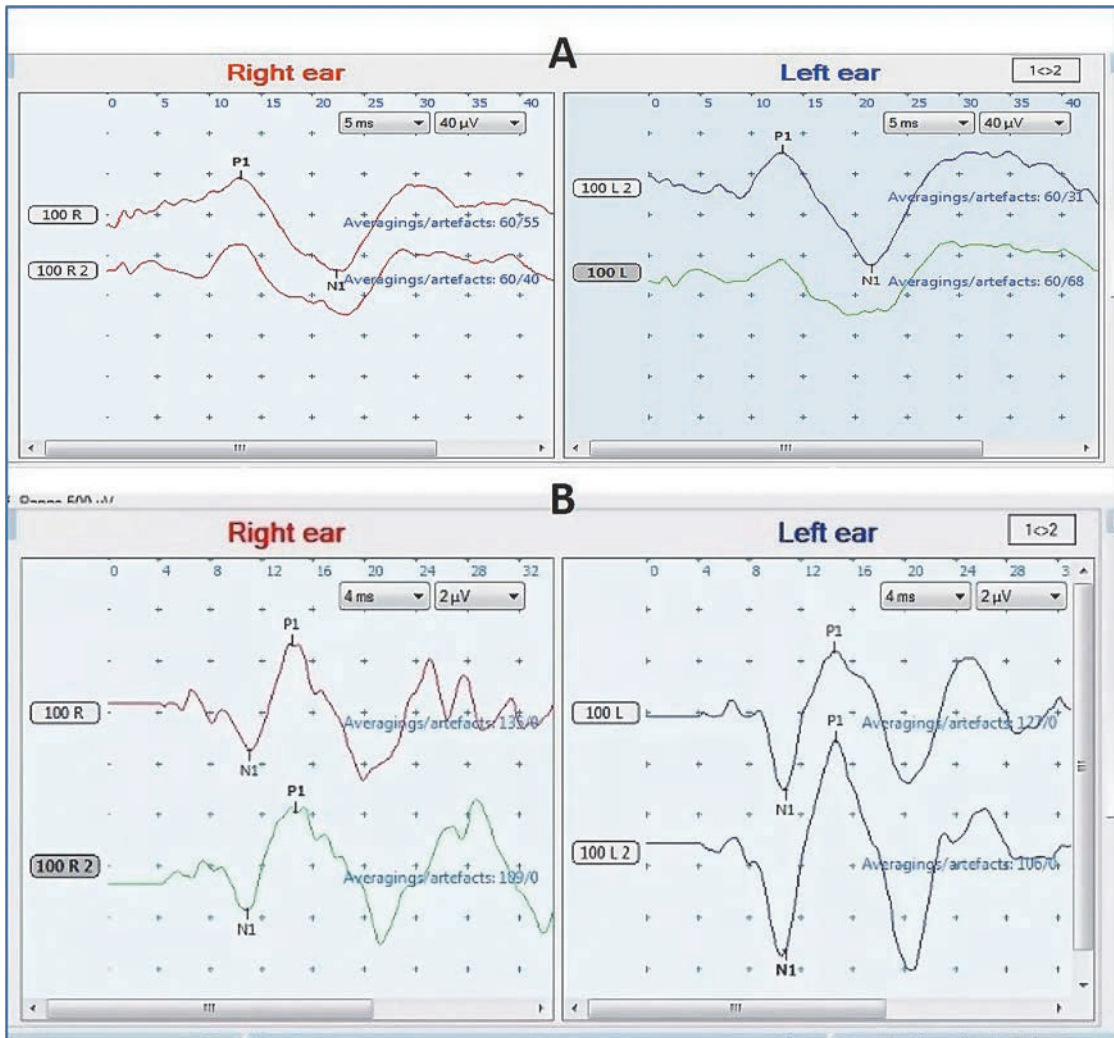 A
Right ear
Left ear
1<>2
0 5 10 15 20 25 30 35 40
5 ms
40 µV
P1
100 R
Averagings/artefacts: 60/55
100 R 2
N1
Averagings/artefacts: 60/40
0 5 10 15 20 25 30 35 40
5 ms
40 µV
P1
100 L 2
Averagings/artefacts: 60/31
100 L
N1
Averagings/artefacts: 60/68
B
Right ear
Left ear
1<>2
0 4 8 12 16 20 24 28 32
4 ms
2 µV
P1
100 R
Averagings/artefacts: 135/0
N1
P1
100 R 2
Averagings/artefacts: 109/0
N1
0 4 8 12 16 20 24 28
4 ms
2 µV
P1
100 L
Averagings/artefacts: 127/0
P1
N1
100 L 2
Averagings/artefacts: 106/0
N1